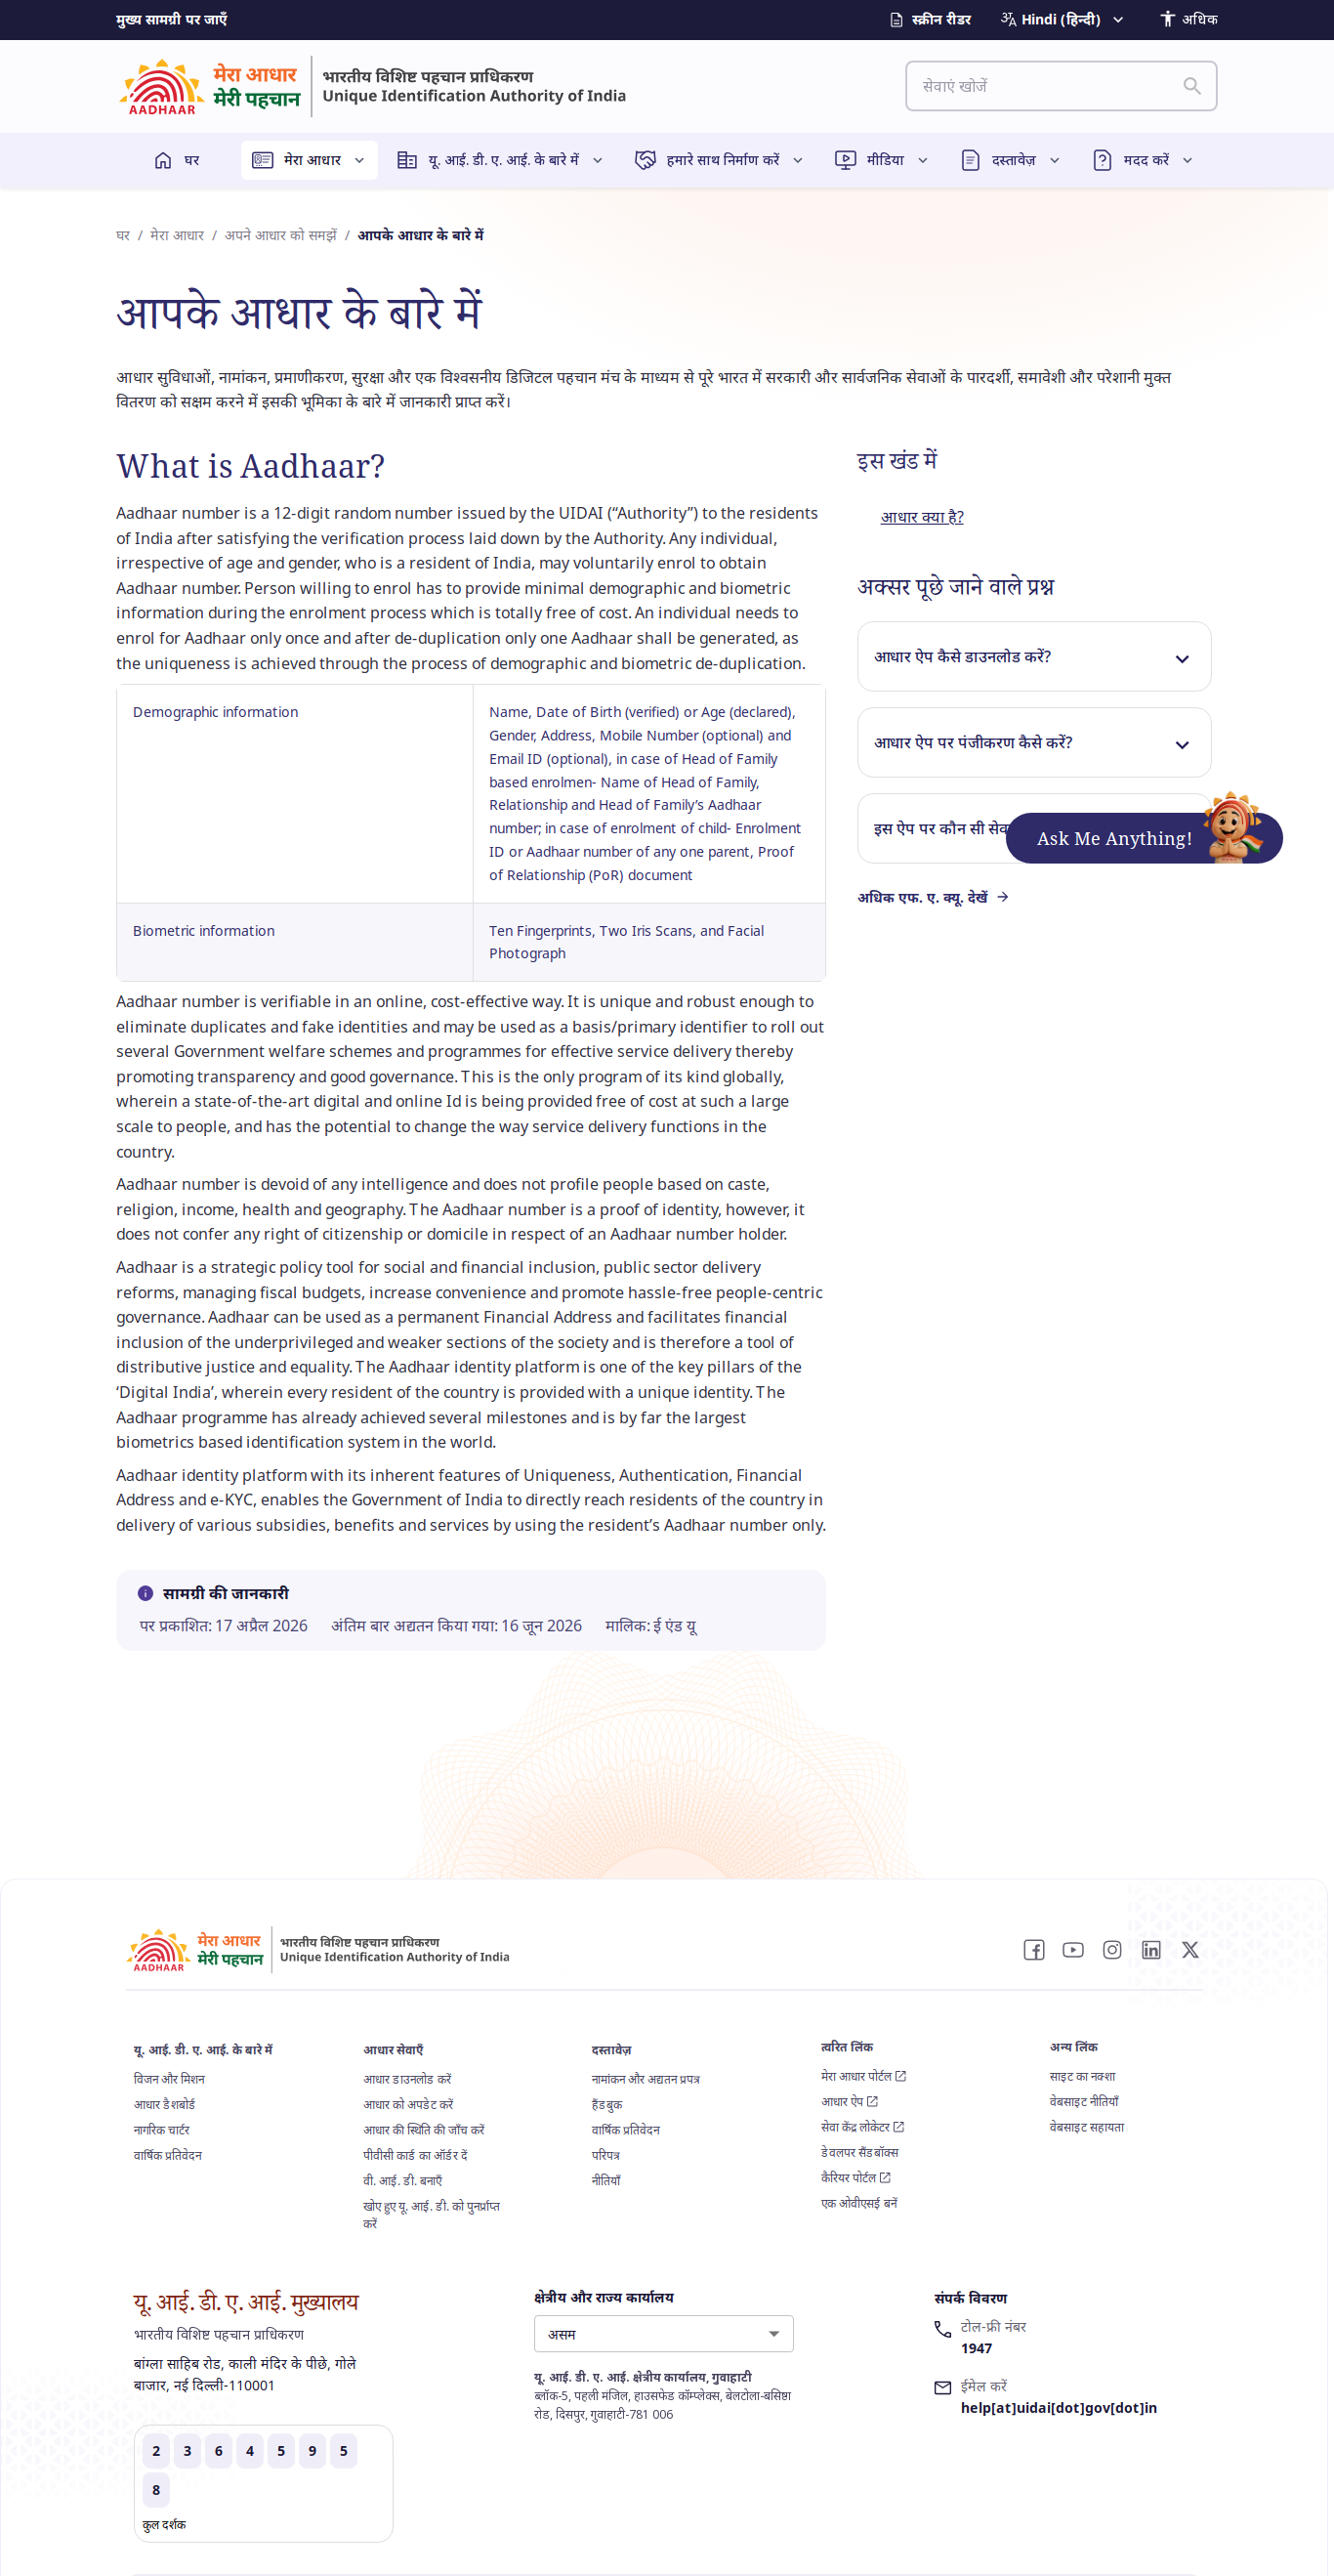 मुख्य सामग्री पर जाएँ
स्क्रीन रीडर
Hindi (हिन्दी)
अधिक
मेरा आधार
मेरी पहचान
AADHAAR
भारतीय विशिष्ट पहचान प्राधिकरण
Unique Identification Authority of India
सेवाएं खोजें
घर
मेरा आधार
यू. आई. डी. ए. आई. के बारे में
हमारे साथ निर्माण करें
मीडिया
दस्तावेज़
मदद करें
घर / मेरा आधार / अपने आधार को समझें / आपके आधार के बारे में
आपके आधार के बारे में
आधार सुविधाओं, नामांकन, प्रमाणीकरण, सुरक्षा और एक विश्वसनीय डिजिटल पहचान मंच के माध्यम से पूरे भारत में सरकारी और सार्वजनिक सेवाओं के पारदर्शी, समावेशी और परेशानी मुक्त
वितरण को सक्षम करने में इसकी भूमिका के बारे में जानकारी प्राप्त करें।
What is Aadhaar?
Aadhaar number is a 12-digit random number issued by the UIDAI (“Authority”) to the residents
of India after satisfying the verification process laid down by the Authority. Any individual,
irrespective of age and gender, who is a resident of India, may voluntarily enrol to obtain
Aadhaar number. Person willing to enrol has to provide minimal demographic and biometric
information during the enrolment process which is totally free of cost. An individual needs to
enrol for Aadhaar only once and after de-duplication only one Aadhaar shall be generated, as
the uniqueness is achieved through the process of demographic and biometric de-duplication.
Demographic information
Name, Date of Birth (verified) or Age (declared),
Gender, Address, Mobile Number (optional) and
Email ID (optional), in case of Head of Family
based enrolmen- Name of Head of Family,
Relationship and Head of Family’s Aadhaar
number; in case of enrolment of child- Enrolment
ID or Aadhaar number of any one parent, Proof
of Relationship (PoR) document
Biometric information
Ten Fingerprints, Two Iris Scans, and Facial
Photograph
Aadhaar number is verifiable in an online, cost-effective way. It is unique and robust enough to
eliminate duplicates and fake identities and may be used as a basis/primary identifier to roll out
several Government welfare schemes and programmes for effective service delivery thereby
promoting transparency and good governance. This is the only program of its kind globally,
wherein a state-of-the-art digital and online Id is being provided free of cost at such a large
scale to people, and has the potential to change the way service delivery functions in the
country.
Aadhaar number is devoid of any intelligence and does not profile people based on caste,
religion, income, health and geography. The Aadhaar number is a proof of identity, however, it
does not confer any right of citizenship or domicile in respect of an Aadhaar number holder.
Aadhaar is a strategic policy tool for social and financial inclusion, public sector delivery
reforms, managing fiscal budgets, increase convenience and promote hassle-free people-centric
governance. Aadhaar can be used as a permanent Financial Address and facilitates financial
inclusion of the underprivileged and weaker sections of the society and is therefore a tool of
distributive justice and equality. The Aadhaar identity platform is one of the key pillars of the
‘Digital India’, wherein every resident of the country is provided with a unique identity. The
Aadhaar programme has already achieved several milestones and is by far the largest
biometrics based identification system in the world.
Aadhaar identity platform with its inherent features of Uniqueness, Authentication, Financial
Address and e-KYC, enables the Government of India to directly reach residents of the country in
delivery of various subsidies, benefits and services by using the resident’s Aadhaar number only.
इस खंड में
आधार क्या है?
अक्सर पूछे जाने वाले प्रश्न
आधार ऐप कैसे डाउनलोड करें?
आधार ऐप पर पंजीकरण कैसे करें?
इस ऐप पर कौन सी
Ask Me Anything!
अधिक एफ. ए. क्यू. देखें
सामग्री की जानकारी
पर प्रकाशित: 17 अप्रैल 2026 अंतिम बार अद्यतन किया गया: 16 जून 2026 मालिक: ई एंड यू
मेरा आधार
मेरी पहचान
AADHAAR
भारतीय विशिष्ट पहचान प्राधिकरण
Unique Identification Authority of India
यू. आई. डी. ए. आई. के बारे में
विजन और मिशन
आधार डैशबोर्ड
नागरिक चार्टर
वार्षिक प्रतिवेदन
आधार सेवाएँ
आधार डाउनलोड करें
आधार को अपडेट करें
आधार की स्थिति की जाँच करें
पीवीसी कार्ड का ऑर्डर दें
वी. आई. डी. बनाएँ
खोए हुए यू. आई. डी. को पुनर्प्राप्त
करें
दस्तावेज़
नामांकन और अद्यतन प्रपत्र
हैंडबुक
वार्षिक प्रतिवेदन
परिपत्र
नीतियाँ
त्वरित लिंक
मेरा आधार पोर्टल
आधार ऐप
सेवा केंद्र लोकेटर
डेवलपर सैंडबॉक्स
कैरियर पोर्टल
एक ओवीएसई बनें
अन्य लिंक
साइट का नक्शा
वेबसाइट नीतियाँ
वेबसाइट सहायता
यू. आई. डी. ए. आई. मुख्यालय
भारतीय विशिष्ट पहचान प्राधिकरण
बांग्ला साहिब रोड, काली मंदिर के पीछे, गोले
बाजार, नई दिल्ली-110001
2 3 6 4 5 9 5
8
कुल दर्शक
क्षेत्रीय और राज्य कार्यालय
असम
यू. आई. डी. ए. आई. क्षेत्रीय कार्यालय, गुवाहाटी
ब्लॉक-5, पहली मंजिल, हाउसफेड कॉम्प्लेक्स, बेलटोला-बसिष्ठा
रोड, दिसपुर, गुवाहाटी-781 006
संपर्क विवरण
टोल-फ्री नंबर
1947
ईमेल करें
help[at]uidai[dot]gov[dot]in